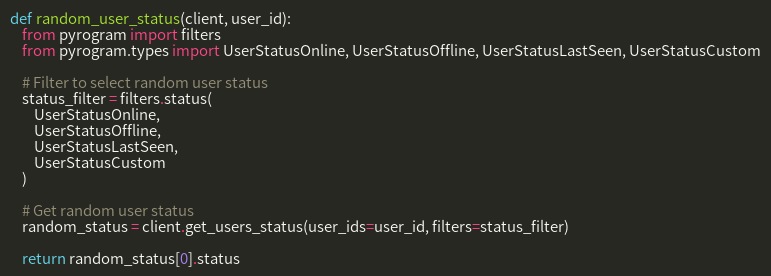 def random_user_status(client, user_id):
from pyrogram import filters
from pyrogram.types import UserStatusOnline, UserStatusOffline, UserStatusLastSeen, UserStatusCustom
# Filter to select random user status
status_filter = filters.status(
UserStatusOnline,
UserStatusOffline,
UserStatusLastSeen,
UserStatusCustom
)
# Get random user status
random_status = client.get_users_status(user_ids=user_id, filters=status_filter)
return random_status[0].status